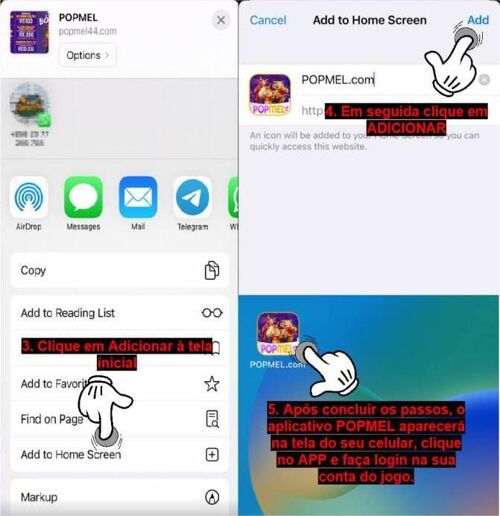 POPMEL
popmel44.com
Options >
AirDrop
Messages
Mail
Telegram
Copy
Add to Reading List
3. Clique em Adicionar à tela
inicial
Find on Page
Add to Home Screen
Markup
Cancel
Add to Home Screen
Add
POPMEL.com
POPMEL
http
4. Em seguida clique em
ADICIONAR
An icon will be added to your Home Screen so you can
quickly access this website.
POPMEL
POPMEL.com
5. Após concluir os passos, o
aplicativo POPMEL aparecerá
na tela do seu celular, clique
no APP e faça login na sua
conta do jogo.